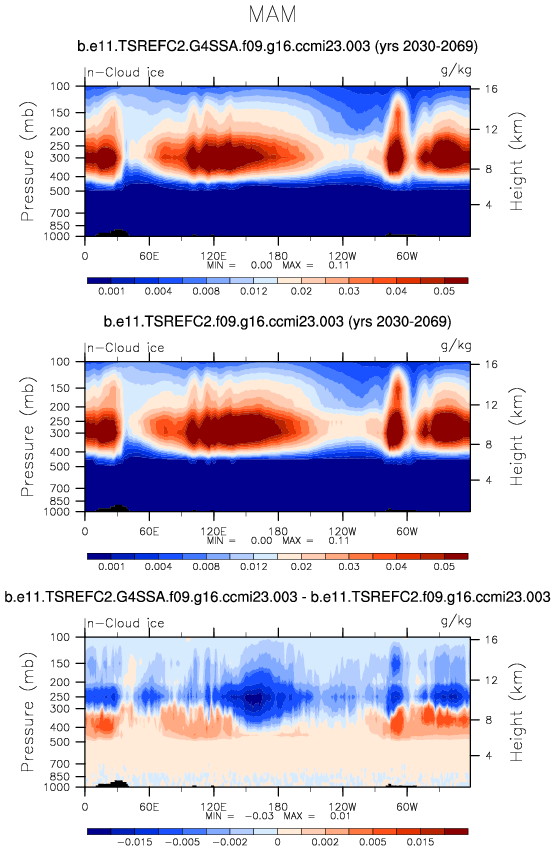 MAM
b.e11.TSREFC2.G4SSA.f09.g16.ccmi23.003 (yrs 2030-2069)
In-Cloud ice g/kg
Pressure (mb)
100
150
200
250
300
400
500
700
850
1000
16
12
8
4
Height (km)
0 60E 120E 180 120W 60W
MIN = 0.00 MAX = 0.11
0.001 0.004 0.008 0.012 0.02 0.03 0.04 0.05
b.e11.TSREFC2.f09.g16.ccmi23.003 (yrs 2030-2069)
In-Cloud ice g/kg
Pressure (mb)
100
150
200
250
300
400
500
700
850
1000
16
12
8
4
Height (km)
0 60E 120E 180 120W 60W
MIN = 0.00 MAX = 0.11
0.001 0.004 0.008 0.012 0.02 0.03 0.04 0.05
b.e11.TSREFC2.G4SSA.f09.g16.ccmi23.003 - b.e11.TSREFC2.f09.g16.ccmi23.003
In-Cloud ice g/kg
Pressure (mb)
100
150
200
250
300
400
500
700
850
1000
16
12
8
4
Height (km)
0 60E 120E 180 120W 60W
MIN = -0.03 MAX = 0.01
-0.015 -0.005 -0.002 0 0.002 0.005 0.015